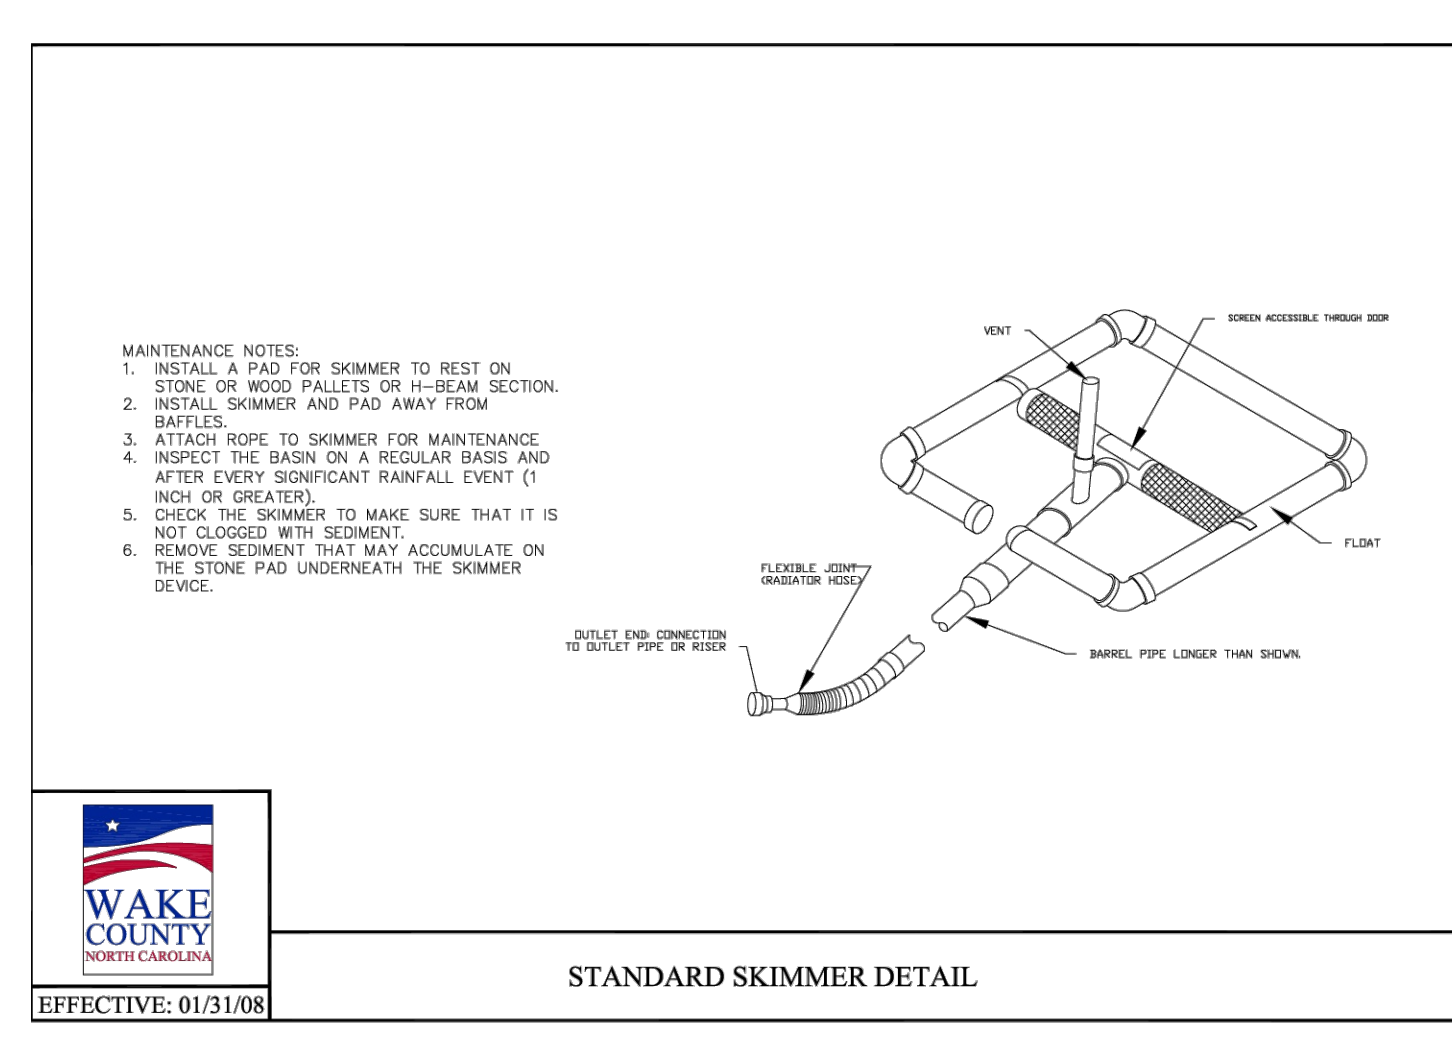 MAINTENANCE NOTES:
1. INSTALL A PAD FOR SKIMMER TO REST ON
STONE OR WOOD PALLETS OR H-BEAM SECTION.
2. INSTALL SKIMMER AND PAD AWAY FROM
BAFFLES.
3. ATTACH ROPE TO SKIMMER FOR MAINTENANCE
4. INSPECT THE BASIN ON A REGULAR BASIS AND
AFTER EVERY SIGNIFICANT RAINFALL EVENT (1
INCH OR GREATER).
5. CHECK THE SKIMMER TO MAKE SURE THAT IT IS
NOT CLOGGED WITH SEDIMENT.
6. REMOVE SEDIMENT THAT MAY ACCUMULATE ON
THE STONE PAD UNDERNEATH THE SKIMMER
DEVICE.
VENT
SCREEN ACCESSIBLE THROUGH DOOR
FLOAT
FLEXIBLE JOINT
(RADIATOR HOSE)
OUTLET END: CONNECTION
TO OUTLET PIPE OR RISER
BARREL PIPE LONGER THAN SHOWN.
WAKE
COUNTY
NORTH CAROLINA
EFFECTIVE: 01/31/08
STANDARD SKIMMER DETAIL